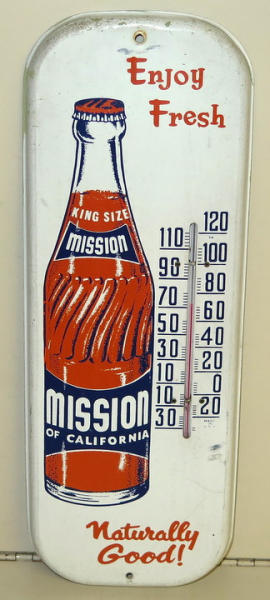 Enjoy
Fresh
KING SIZE
MISSION
MISSION
OF CALIFORNIA
120
110
100
90
80
70
60
50
40
30
20
10
0
10
20
30
Naturally
Good!